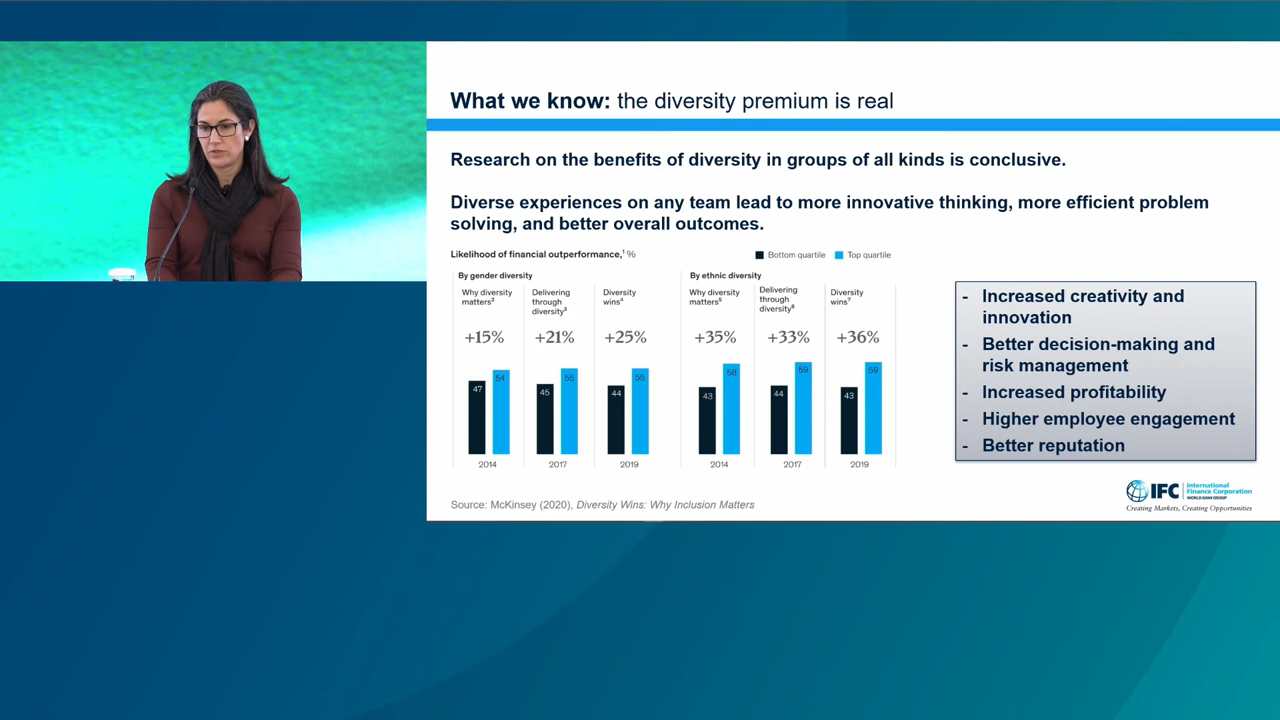 What we know: the diversity premium is real
Research on the benefits of diversity in groups of all kinds is conclusive.
Diverse experiences on any team lead to more innovative thinking, more efficient problem
solving, and better overall outcomes.
Likelihood of financial outperformance,¹ %
Bottom quartile
Top quartile
By gender diversity
Why diversity
matters²
Delivering
through
diversity³
Diversity
wins⁴
+15%
+21%
+25%
47
54
45
55
44
55
2014
2017
2019
By ethnic diversity
Why diversity
matters⁵
Delivering
through
diversity⁶
Diversity
wins⁷
+35%
+33%
+36%
43
58
44
59
43
59
2014
2017
2019
- Increased creativity and
innovation
- Better decision-making and
risk management
- Increased profitability
- Higher employee engagement
- Better reputation
Source: McKinsey (2020), Diversity Wins: Why Inclusion Matters
IFC
International
Finance Corporation
WORLD BANK GROUP
Creating Markets, Creating Opportunities